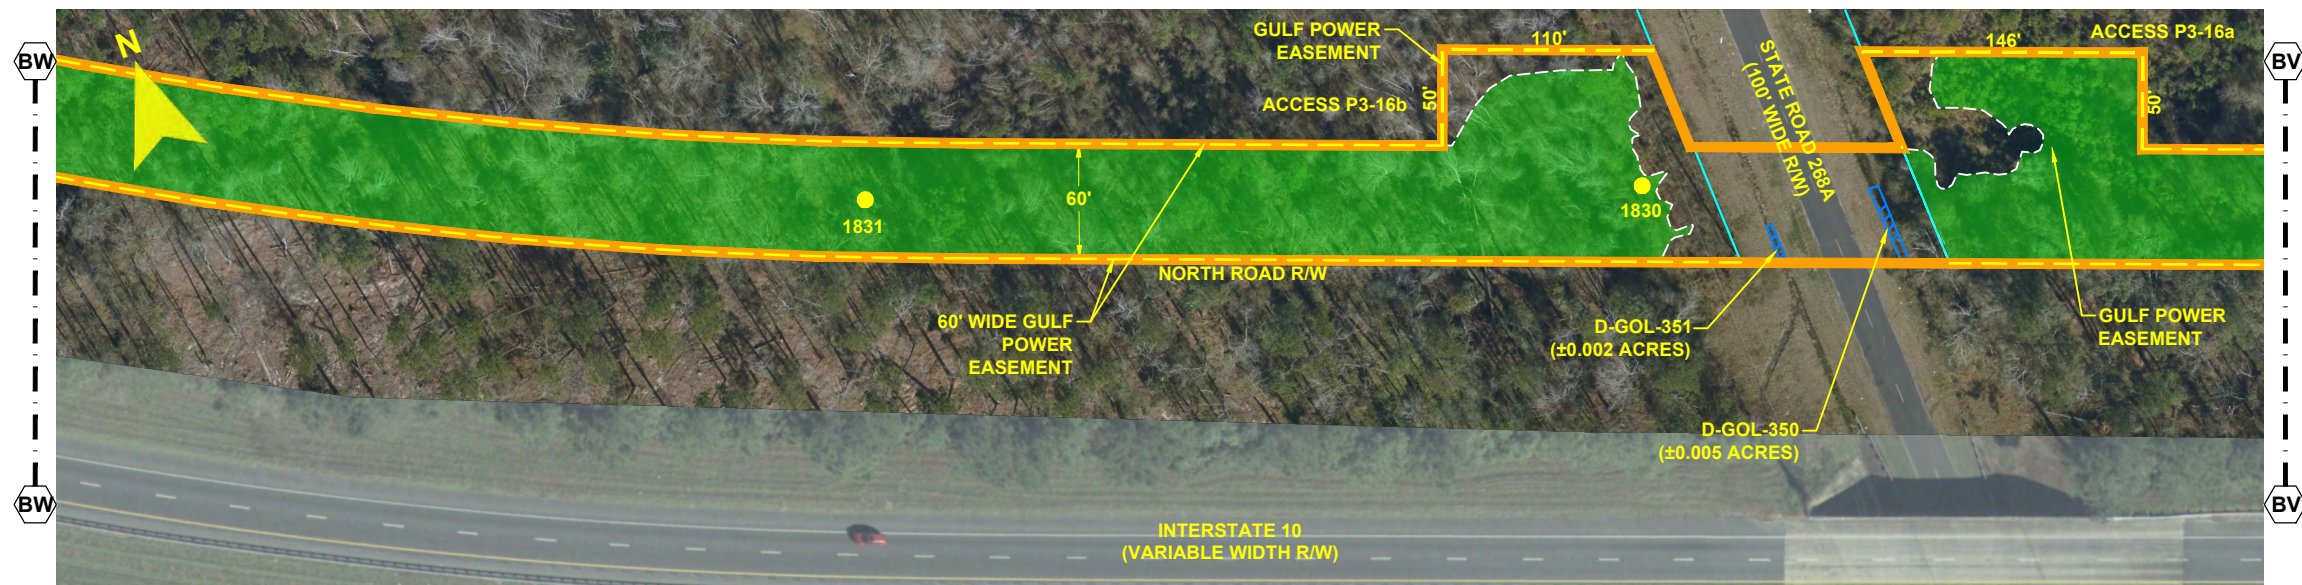 N
BW
BW
GULF POWER
EASEMENT
110'
50'
ACCESS P3-16b
STATE ROAD 268A
(100' WIDE R/W)
146'
ACCESS P3-16a
50'
BV
BV
1831
60'
1830
NORTH ROAD R/W
60' WIDE GULF
POWER
EASEMENT
D-GOL-351
(±0.002 ACRES)
D-GOL-350
(±0.005 ACRES)
GULF POWER
EASEMENT
INTERSTATE 10
(VARIABLE WIDTH R/W)